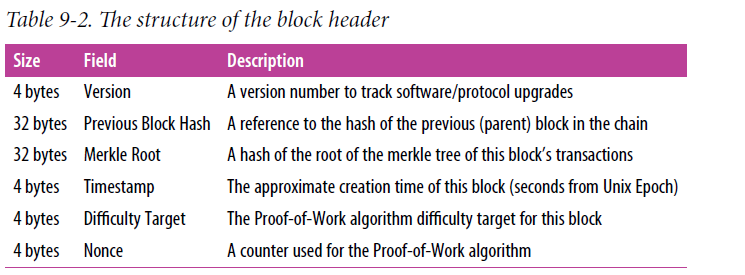 Table 9-2. The structure of the block header
Size Field Description
4 bytes Version A version number to track software/protocol upgrades
32 bytes Previous Block Hash A reference to the hash of the previous (parent) block in the chain
32 bytes Merkle Root A hash of the root of the merkle tree of this block’s transactions
4 bytes Timestamp The approximate creation time of this block (seconds from Unix Epoch)
4 bytes Difficulty Target The Proof-of-Work algorithm difficulty target for this block
4 bytes Nonce A counter used for the Proof-of-Work algorithm